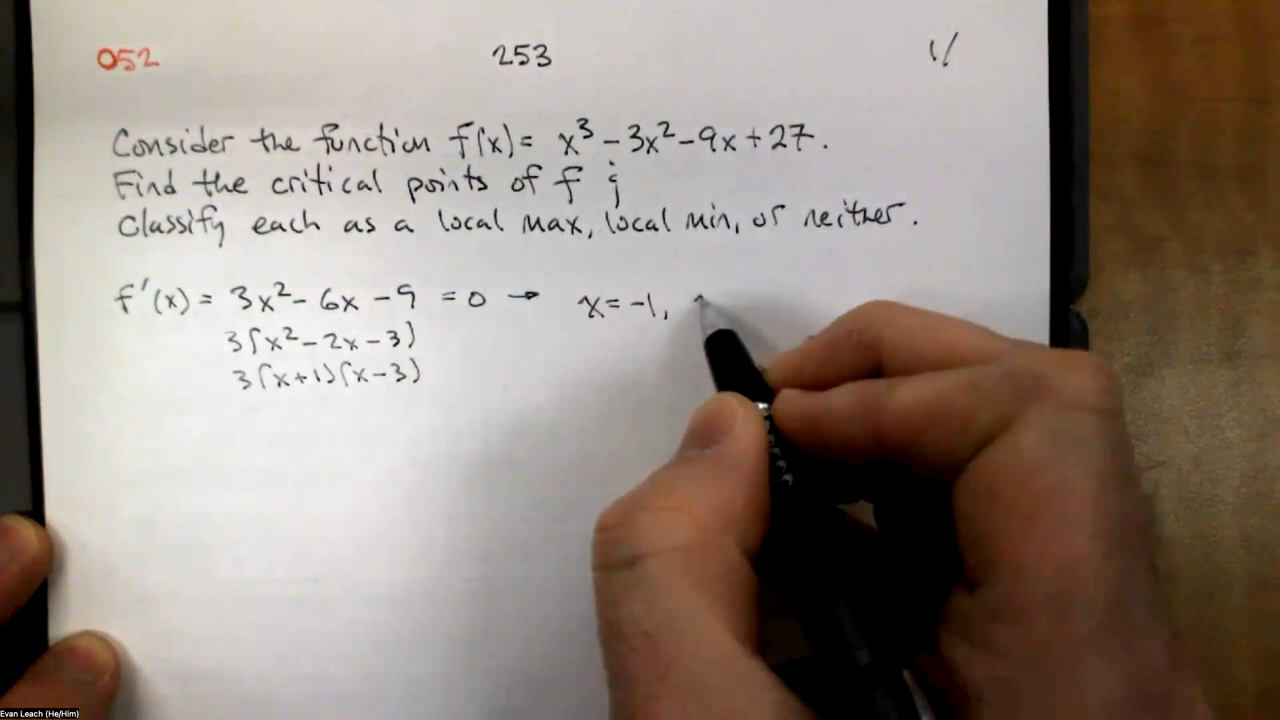 052 253 1/
Consider the function f(x) = x³ - 3x² - 9x + 27.
Find the critical points of f ;
Classify each as a local max, local min, or neither.
f'(x) = 3x² - 6x - 9 = 0 → x = -1,
3(x² - 2x - 3)
3(x+1)(x-3)
Evan Leach (He/Him)